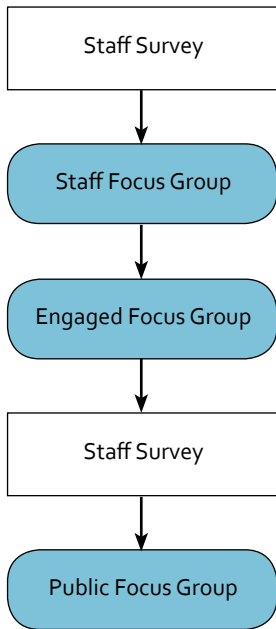 Staff Survey
Staff Focus Group
Engaged Focus Group
Staff Survey
Public Focus Group